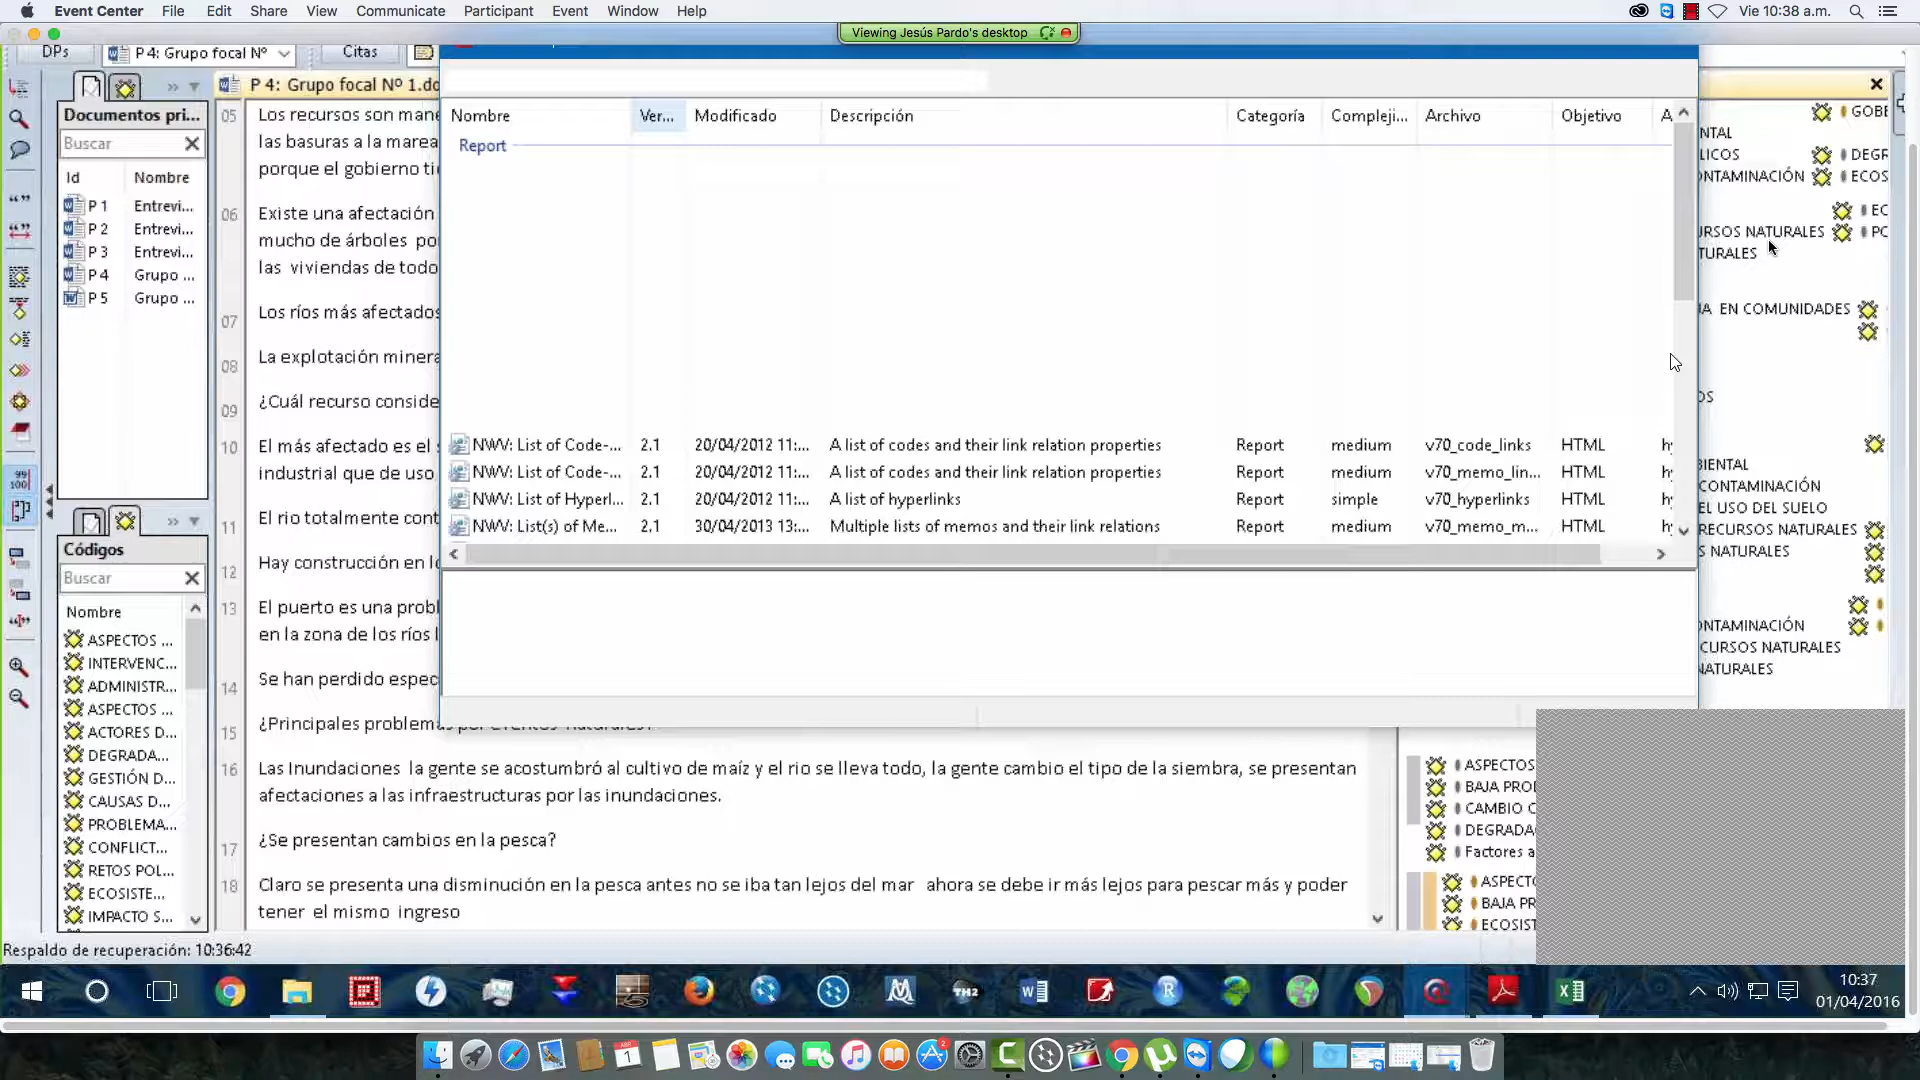 Event Center File Edit Share View Communicate Participant Event Window Help Vie 10:38 a.m.
Viewing Jesús Pardo's desktop
DPs P 4: Grupo focal Nº Citas
P 4: Grupo focal Nº 1.do
Documentos pri...
Buscar
Id Nombre
P 1 Entrevi...
P 2 Entrevi...
P 3 Entrevi...
P 4 Grupo ...
P 5 Grupo ...
Códigos
Buscar
Nombre
ASPECTOS ...
INTERVENC...
ADMINISTR...
ASPECTOS ...
ACTORES D...
DEGRADA...
GESTIÓN D...
CAUSAS D...
PROBLEMA...
CONFLICT...
RETOS POL...
ECOSISTE...
IMPACTO S...
05 Los recursos son mane
las basuras a la marea
porque el gobierno ti
06 Existe una afectación
mucho de árboles po
las viviendas de todo
07 Los ríos más afectados
08 La explotación minera
09 ¿Cuál recurso conside
10 El más afectado es el
industrial que de uso
11 El rio totalmente cont
12 Hay construcción en l
13 El puerto es una probl
en la zona de los ríos l
14 Se han perdido espec
15 ¿Principales problemas por eventos naturales?
16 Las Inundaciones la gente se acostumbró al cultivo de maíz y el rio se lleva todo, la gente cambio el tipo de la siembra, se presentan
afectaciones a las infraestructuras por las inundaciones.
17 ¿Se presentan cambios en la pesca?
18 Claro se presenta una disminución en la pesca antes no se iba tan lejos del mar ahora se debe ir más lejos para pescar más y poder
tener el mismo ingreso
Nombre Ver... Modificado Descripción Categoría Compleji... Archivo Objetivo A
Report
NWV: List of Code-... 2.1 20/04/2012 11:... A list of codes and their link relation properties Report medium v70_code_links HTML
NWV: List of Code-... 2.1 20/04/2012 11:... A list of codes and their link relation properties Report medium v70_memo_lin... HTML
NWV: List of Hyperl... 2.1 20/04/2012 11:... A list of hyperlinks Report simple v70_hyperlinks HTML
NWV: List(s) of Me... 2.1 30/04/2013 13:... Multiple lists of memos and their link relations Report medium v70_memo_m... HTML
GOBE
NTAL
LICOS DEGR
NTAMINACIÓN ECOS
EC
URSOS NATURALES PC
TURALES
A EN COMUNIDADES
OS
BIENTAL
CONTAMINACIÓN
EL USO DEL SUELO
RECURSOS NATURALES
S NATURALES
NTAMINACIÓN
CURSOS NATURALES
NATURALES
ASPECTOS
BAJA PRO
CAMBIO C
DEGRADA
Factores a
ASPECTO
BAJA PR
ECOSIST
Respaldo de recuperación: 10:36:42
TH2
10:37
01/04/2016
ABR
1
2